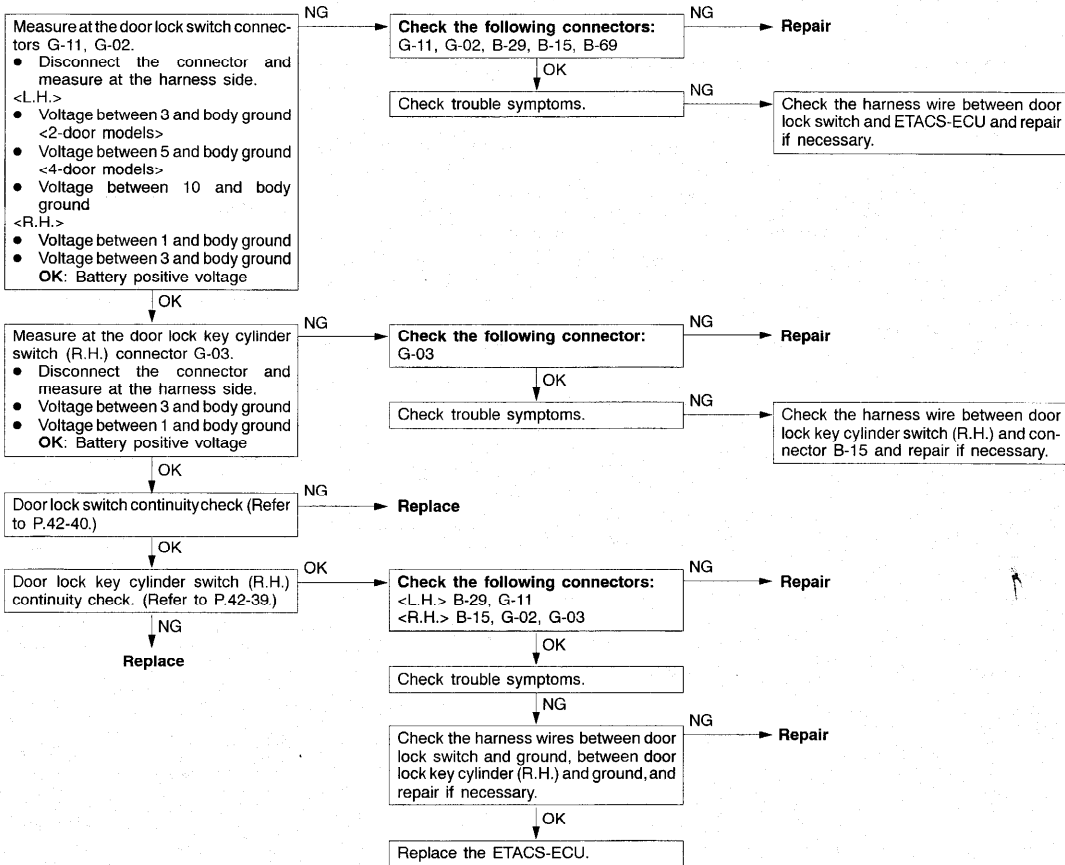 Measure at the door lock switch connec-
tors G-11, G-02.
● Disconnect the connector and
measure at the harness side.
<L.H.>
● Voltage between 3 and body ground
<2-door models>
● Voltage between 5 and body ground
<4-door models>
● Voltage between 10 and body
ground
<R.H.>
● Voltage between 1 and body ground
● Voltage between 3 and body ground
OK: Battery positive voltage
NG
Check the following connectors:
G-11, G-02, B-29, B-15, B-69
NG
Repair
OK
Check trouble symptoms.
NG
Check the harness wire between door
lock switch and ETACS-ECU and repair
if necessary.
OK
Measure at the door lock key cylinder
switch (R.H.) connector G-03.
● Disconnect the connector and
measure at the harness side.
● Voltage between 3 and body ground
● Voltage between 1 and body ground
OK: Battery positive voltage
NG
Check the following connector:
G-03
NG
Repair
OK
Check trouble symptoms.
NG
Check the harness wire between door
lock key cylinder switch (R.H.) and con-
nector B-15 and repair if necessary.
OK
Door lock switch continuity check (Refer
to P.42-40.)
NG
Replace
OK
Door lock key cylinder switch (R.H.)
continuity check. (Refer to P.42-39.)
OK
Check the following connectors:
<L.H.> B-29, G-11
<R.H.> B-15, G-02, G-03
NG
Repair
NG
Replace
OK
Check trouble symptoms.
NG
Check the harness wires between door
lock switch and ground, between door
lock key cylinder (R.H.) and ground, and
repair if necessary.
NG
Repair
OK
Replace the ETACS-ECU.